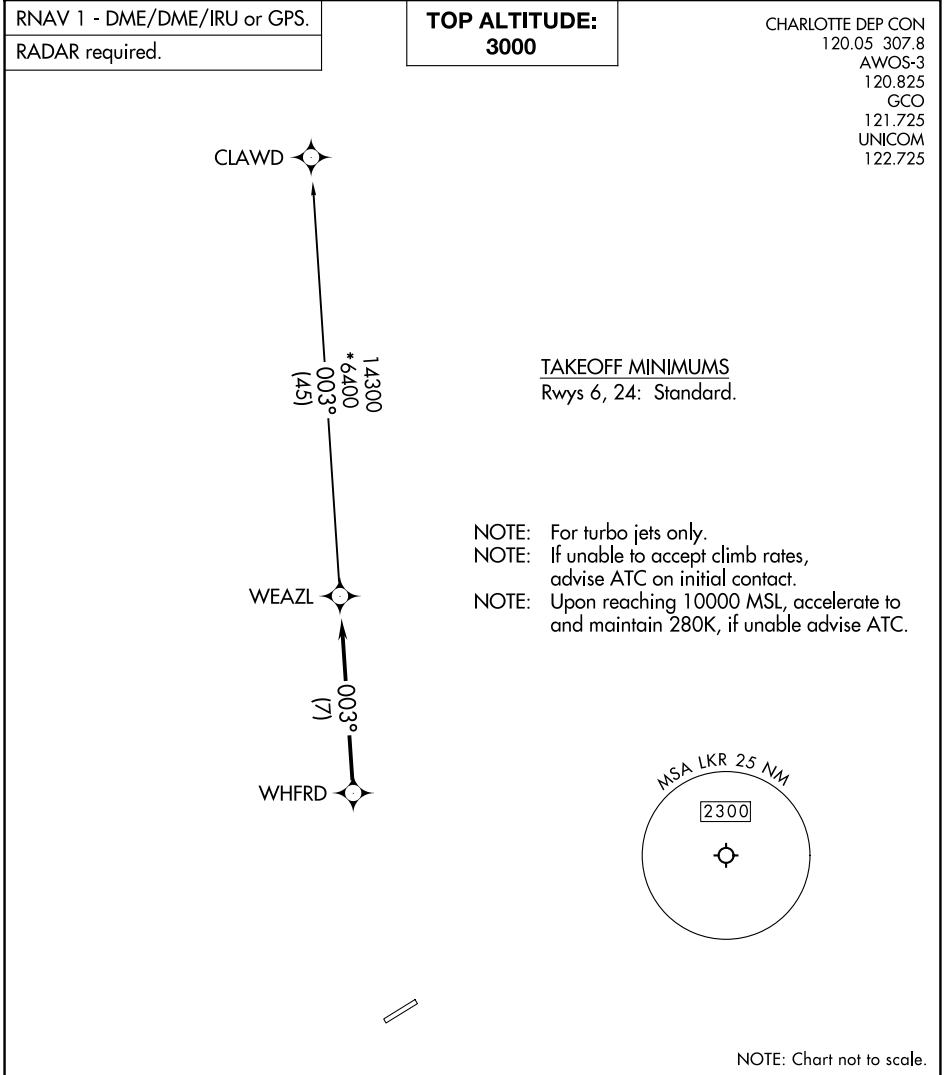 RNAV 1 - DME/DME/IRU or GPS.
RADAR required.
TOP ALTITUDE:
3000
CHARLOTTE DEP CON
120.05 307.8
AWOS-3
120.825
GCO
121.725
UNICOM
122.725
CLAWD
14300
*6400
003°
(45)
TAKEOFF MINIMUMS
Rwys 6, 24: Standard.
NOTE: For turbo jets only.
NOTE: If unable to accept climb rates,
advise ATC on initial contact.
NOTE: Upon reaching 10000 MSL, accelerate to
and maintain 280K, if unable advise ATC.
WEAZL
003°
(7)
WHFRD
MSA LKR 25 NM
2300
NOTE: Chart not to scale.